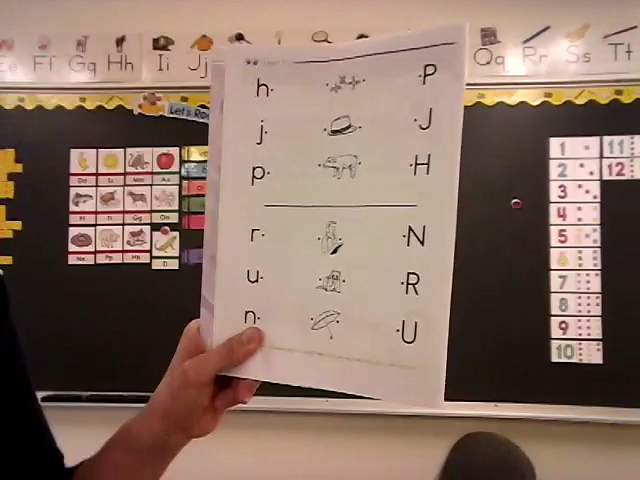 Ff Gg Hh Ii Jj
Qq Rr Ss Tt
Let's
h P
j J
p H
r N
u R
n U
1 11
2 12
3
4
5
6
7
8
9
10